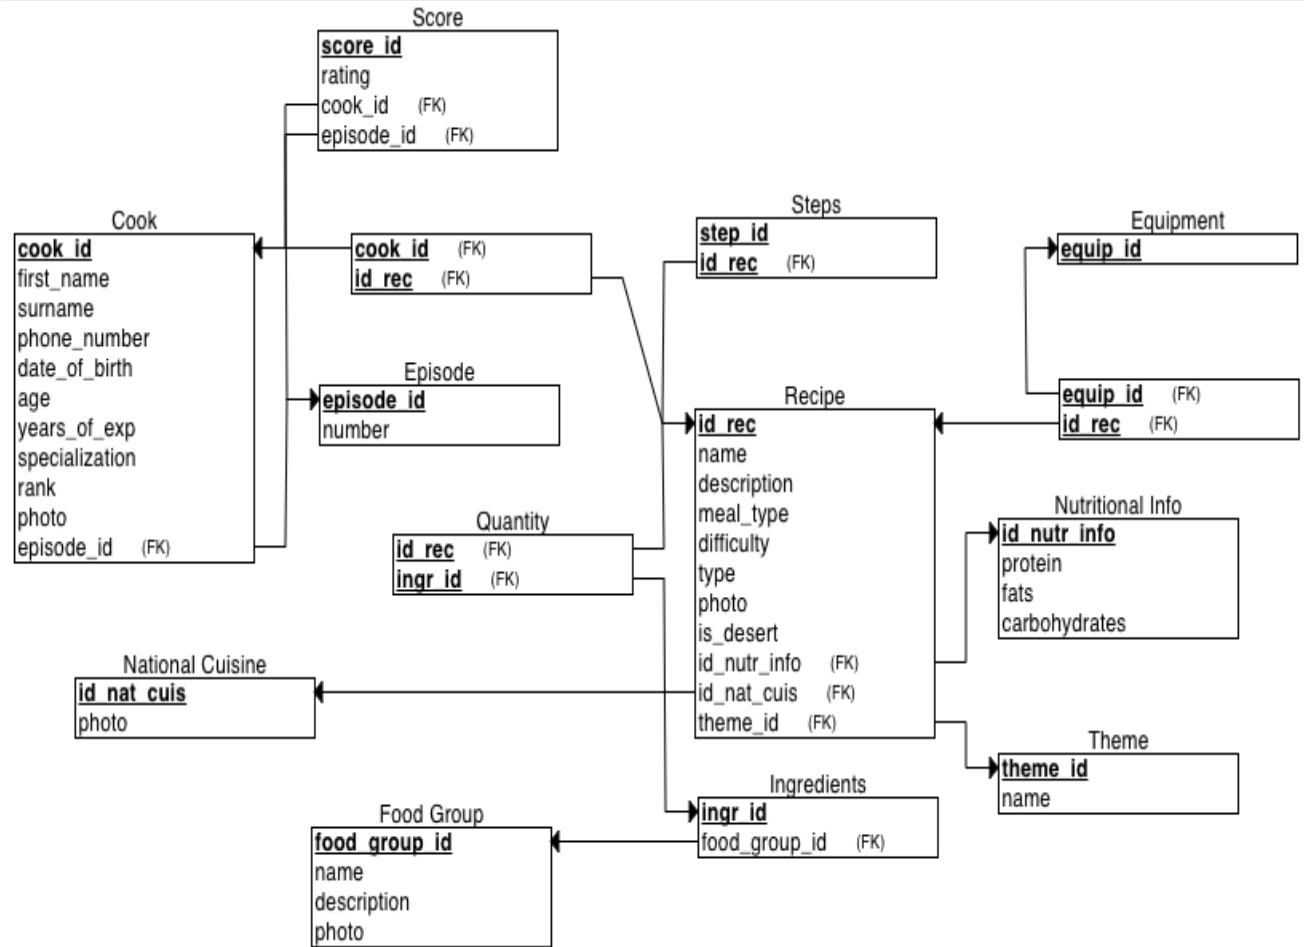 Score
score_id
rating
cook_id (FK)
episode_id (FK)
Cook
cook_id
first_name
surname
phone_number
date_of_birth
age
years_of_exp
specialization
rank
photo
episode_id (FK)
cook_id (FK)
id_rec (FK)
Steps
step_id
id_rec (FK)
Equipment
equip_id
Episode
episode_id
number
equip_id (FK)
id_rec (FK)
Recipe
id_rec
name
description
meal_type
difficulty
type
photo
is_desert
id_nutr_info (FK)
id_nat_cuis (FK)
theme_id (FK)
Quantity
id_rec (FK)
ingr_id (FK)
Nutritional Info
id_nutr_info
protein
fats
carbohydrates
National Cuisine
id_nat_cuis
photo
Theme
theme_id
name
Ingredients
ingr_id
food_group_id (FK)
Food Group
food_group_id
name
description
photo